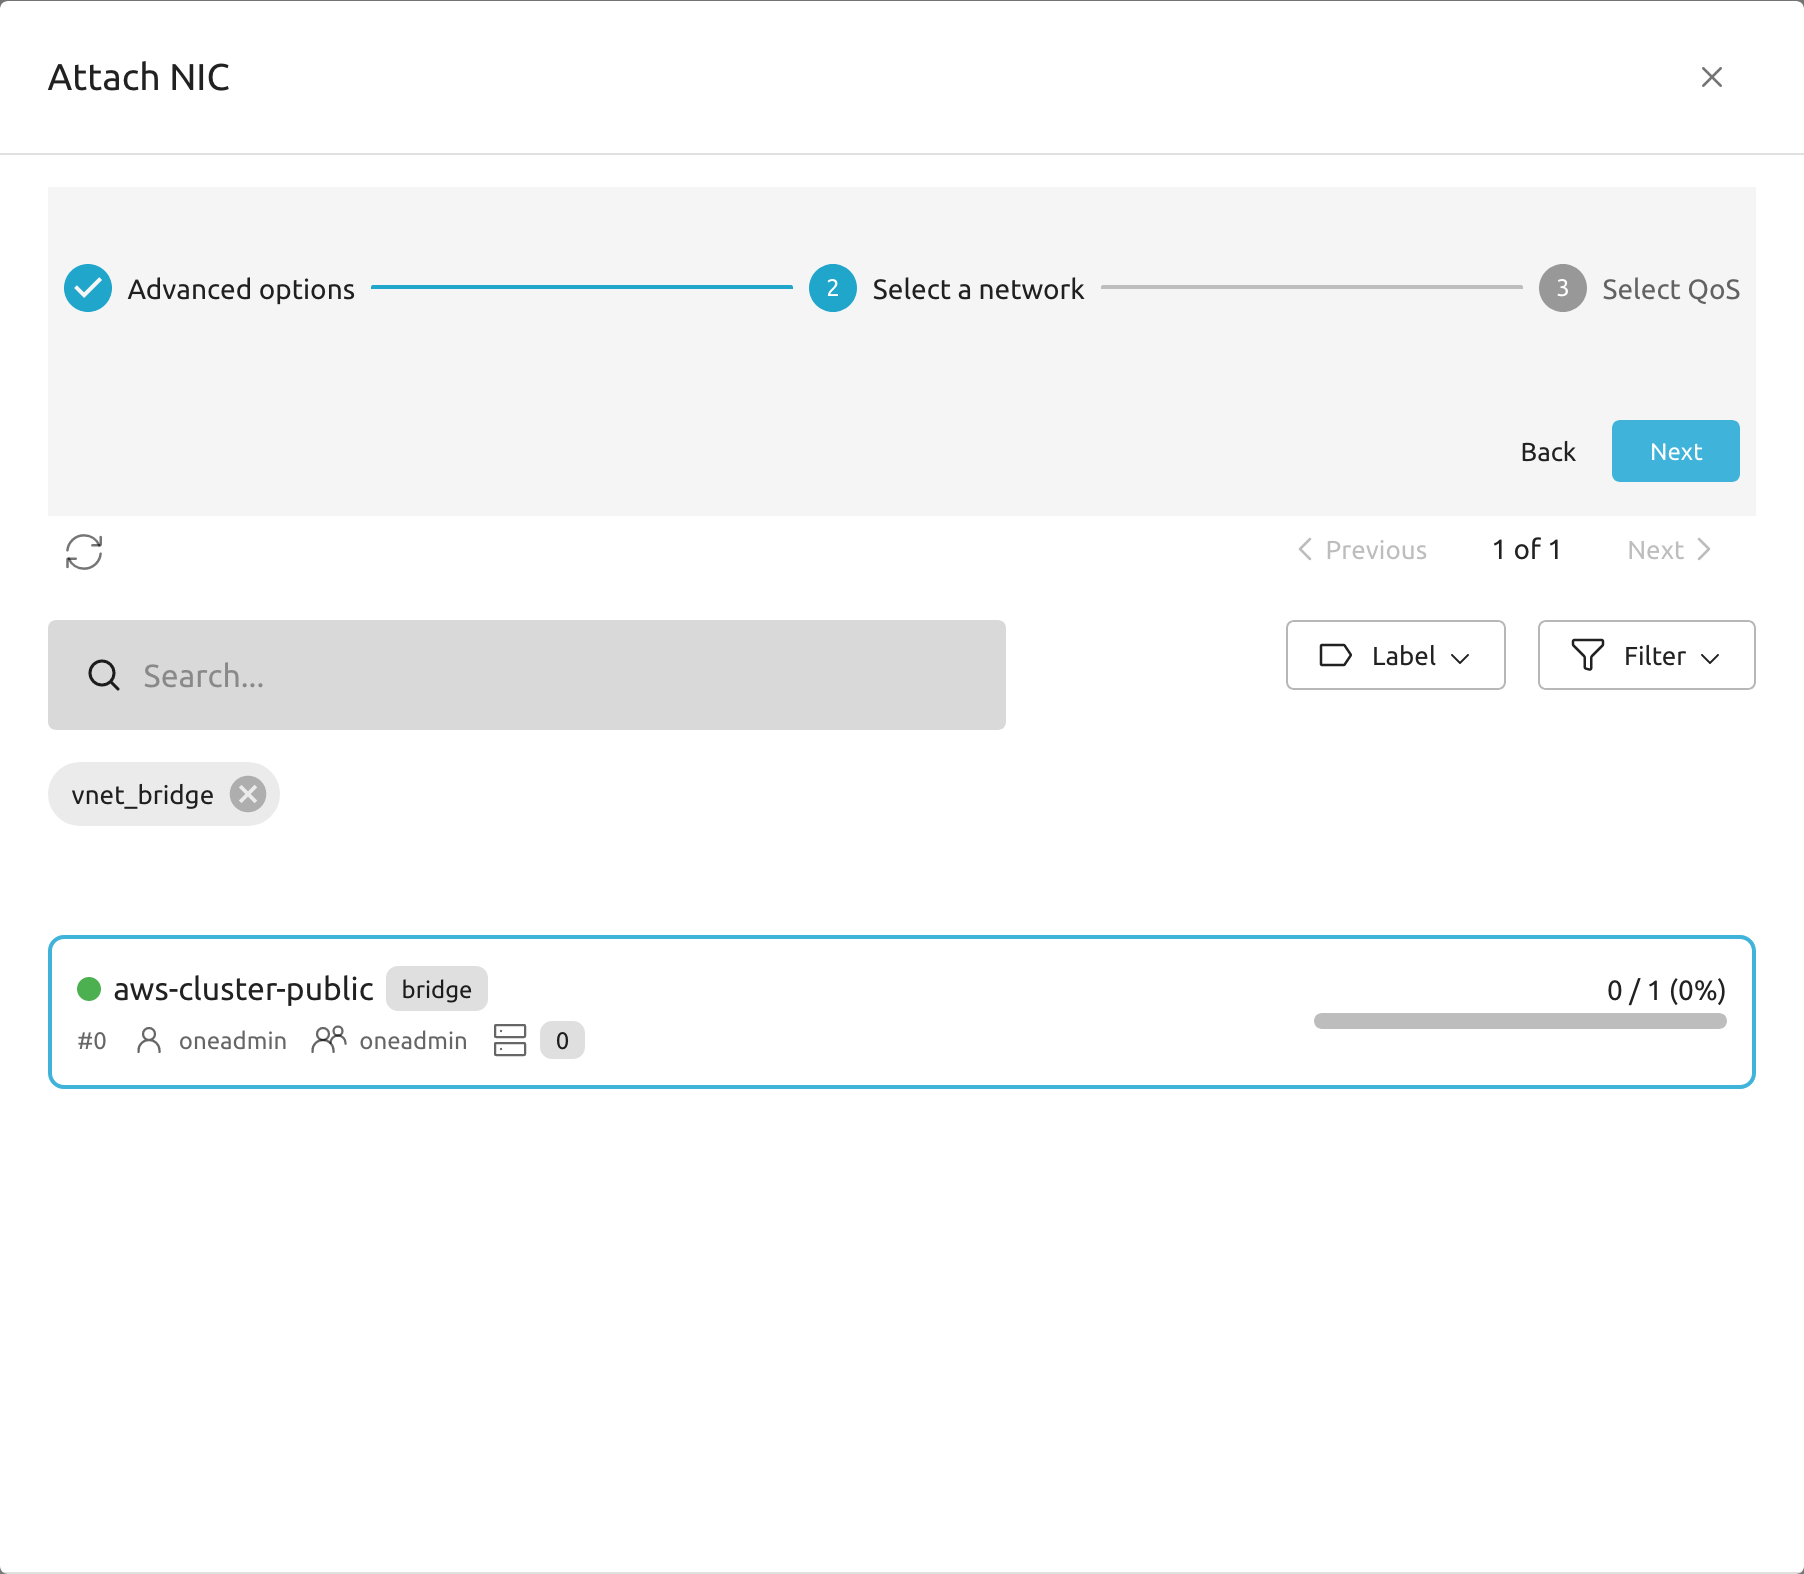 Attach NIC
Advanced options 2 Select a network 3 Select QoS
Back Next
Previous 1 of 1 Next
Search... Label Filter
vnet_bridge
aws-cluster-public bridge 0 / 1 (0%)
#0 oneadmin oneadmin 0